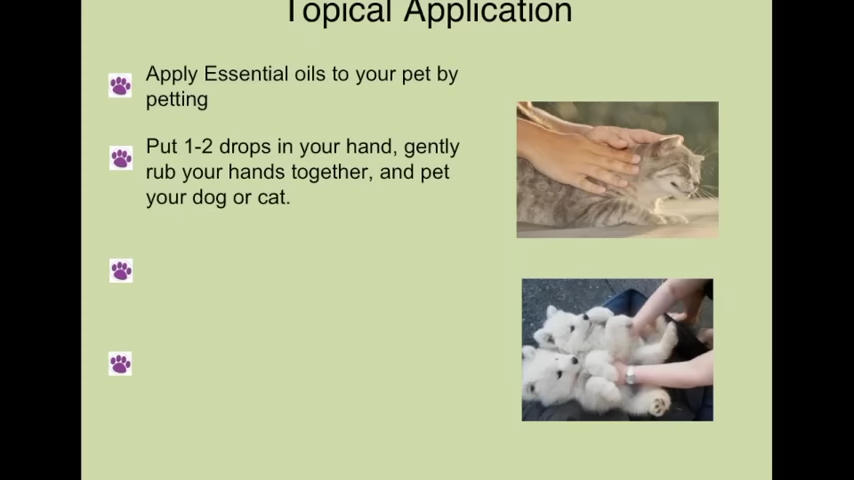 Topical Application
Apply Essential oils to your pet by
petting
Put 1-2 drops in your hand, gently
rub your hands together, and pet
your dog or cat.